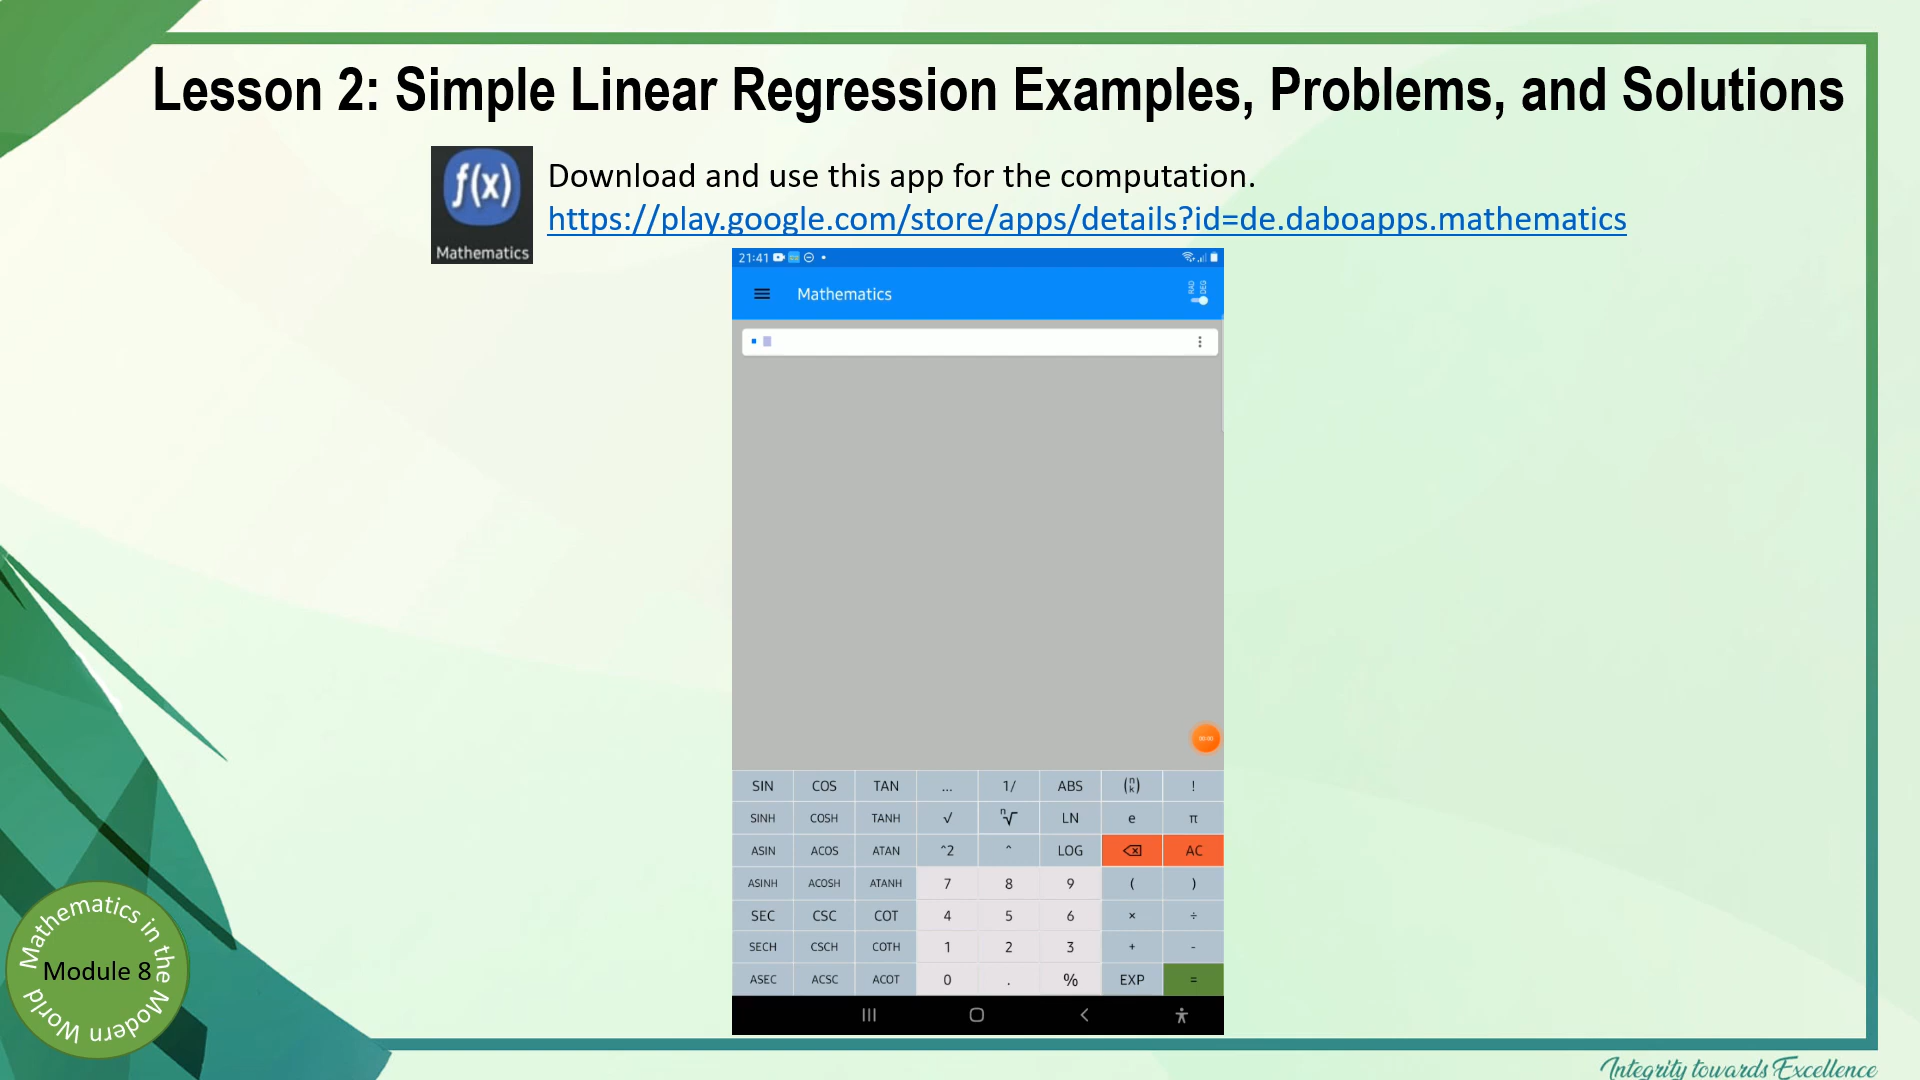 Lesson 2: Simple Linear Regression Examples, Problems, and Solutions
f(x)
Mathematics
Download and use this app for the computation.
https://play.google.com/store/apps/details?id=de.daboapps.mathematics
21:41
Mathematics
RAD DEG
00:00
SIN COS TAN ... 1/ ABS (n k) !
SINH COSH TANH √ n√ LN e π
ASIN ACOS ATAN ^2 ^ LOG AC
ASINH ACOSH ATANH 7 8 9 ( )
SEC CSC COT 4 5 6 × ÷
SECH CSCH COTH 1 2 3 + -
ASEC ACSC ACOT 0 . % EXP =
Mathematics in the Modern World
Module 8
Integrity towards Excellence